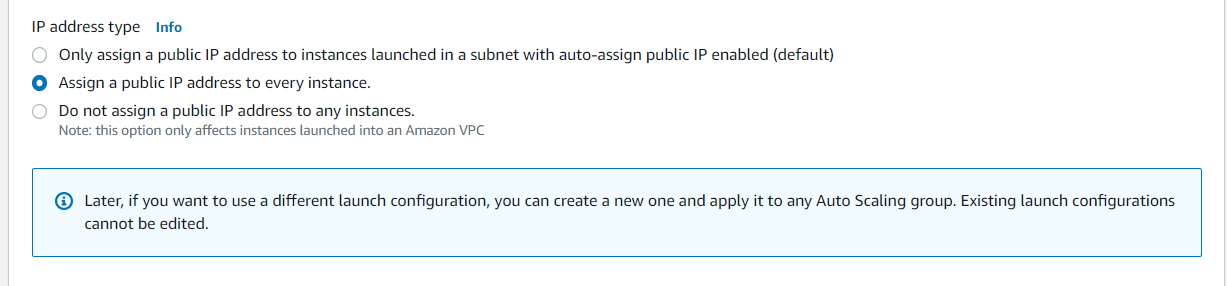 IP address type Info
Only assign a public IP address to instances launched in a subnet with auto-assign public IP enabled (default)
Assign a public IP address to every instance.
Do not assign a public IP address to any instances.
Note: this option only affects instances launched into an Amazon VPC
Later, if you want to use a different launch configuration, you can create a new one and apply it to any Auto Scaling group. Existing launch configurations
cannot be edited.